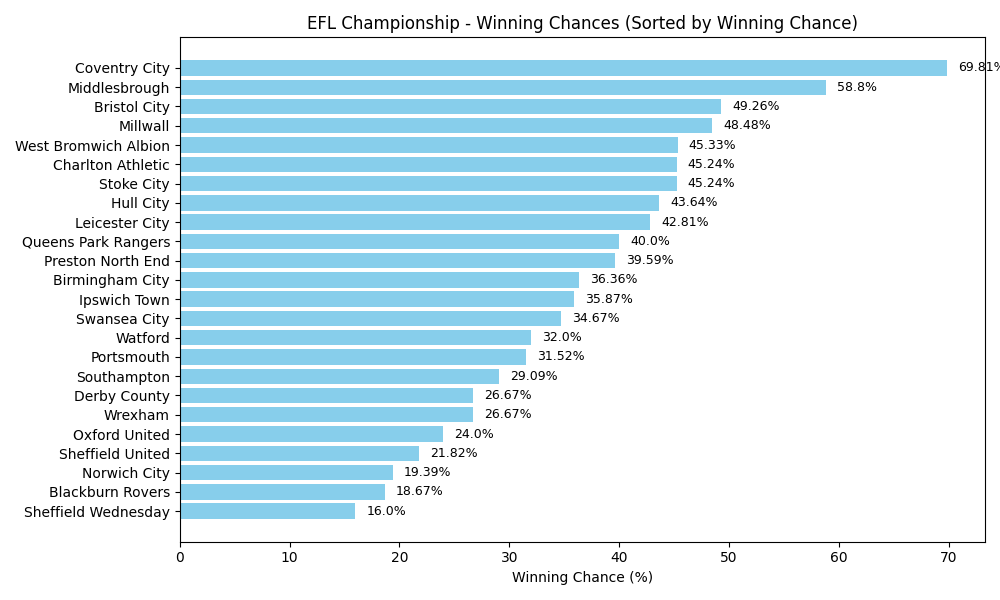 EFL Championship - Winning Chances (Sorted by Winning Chance)
Coventry City 69.81%
Middlesbrough 58.8%
Bristol City 49.26%
Millwall 48.48%
West Bromwich Albion 45.33%
Charlton Athletic 45.24%
Stoke City 45.24%
Hull City 43.64%
Leicester City 42.81%
Queens Park Rangers 40.0%
Preston North End 39.59%
Birmingham City 36.36%
Ipswich Town 35.87%
Swansea City 34.67%
Watford 32.0%
Portsmouth 31.52%
Southampton 29.09%
Derby County 26.67%
Wrexham 26.67%
Oxford United 24.0%
Sheffield United 21.82%
Norwich City 19.39%
Blackburn Rovers 18.67%
Sheffield Wednesday 16.0%
0 10 20 30 40 50 60 70
Winning Chance (%)